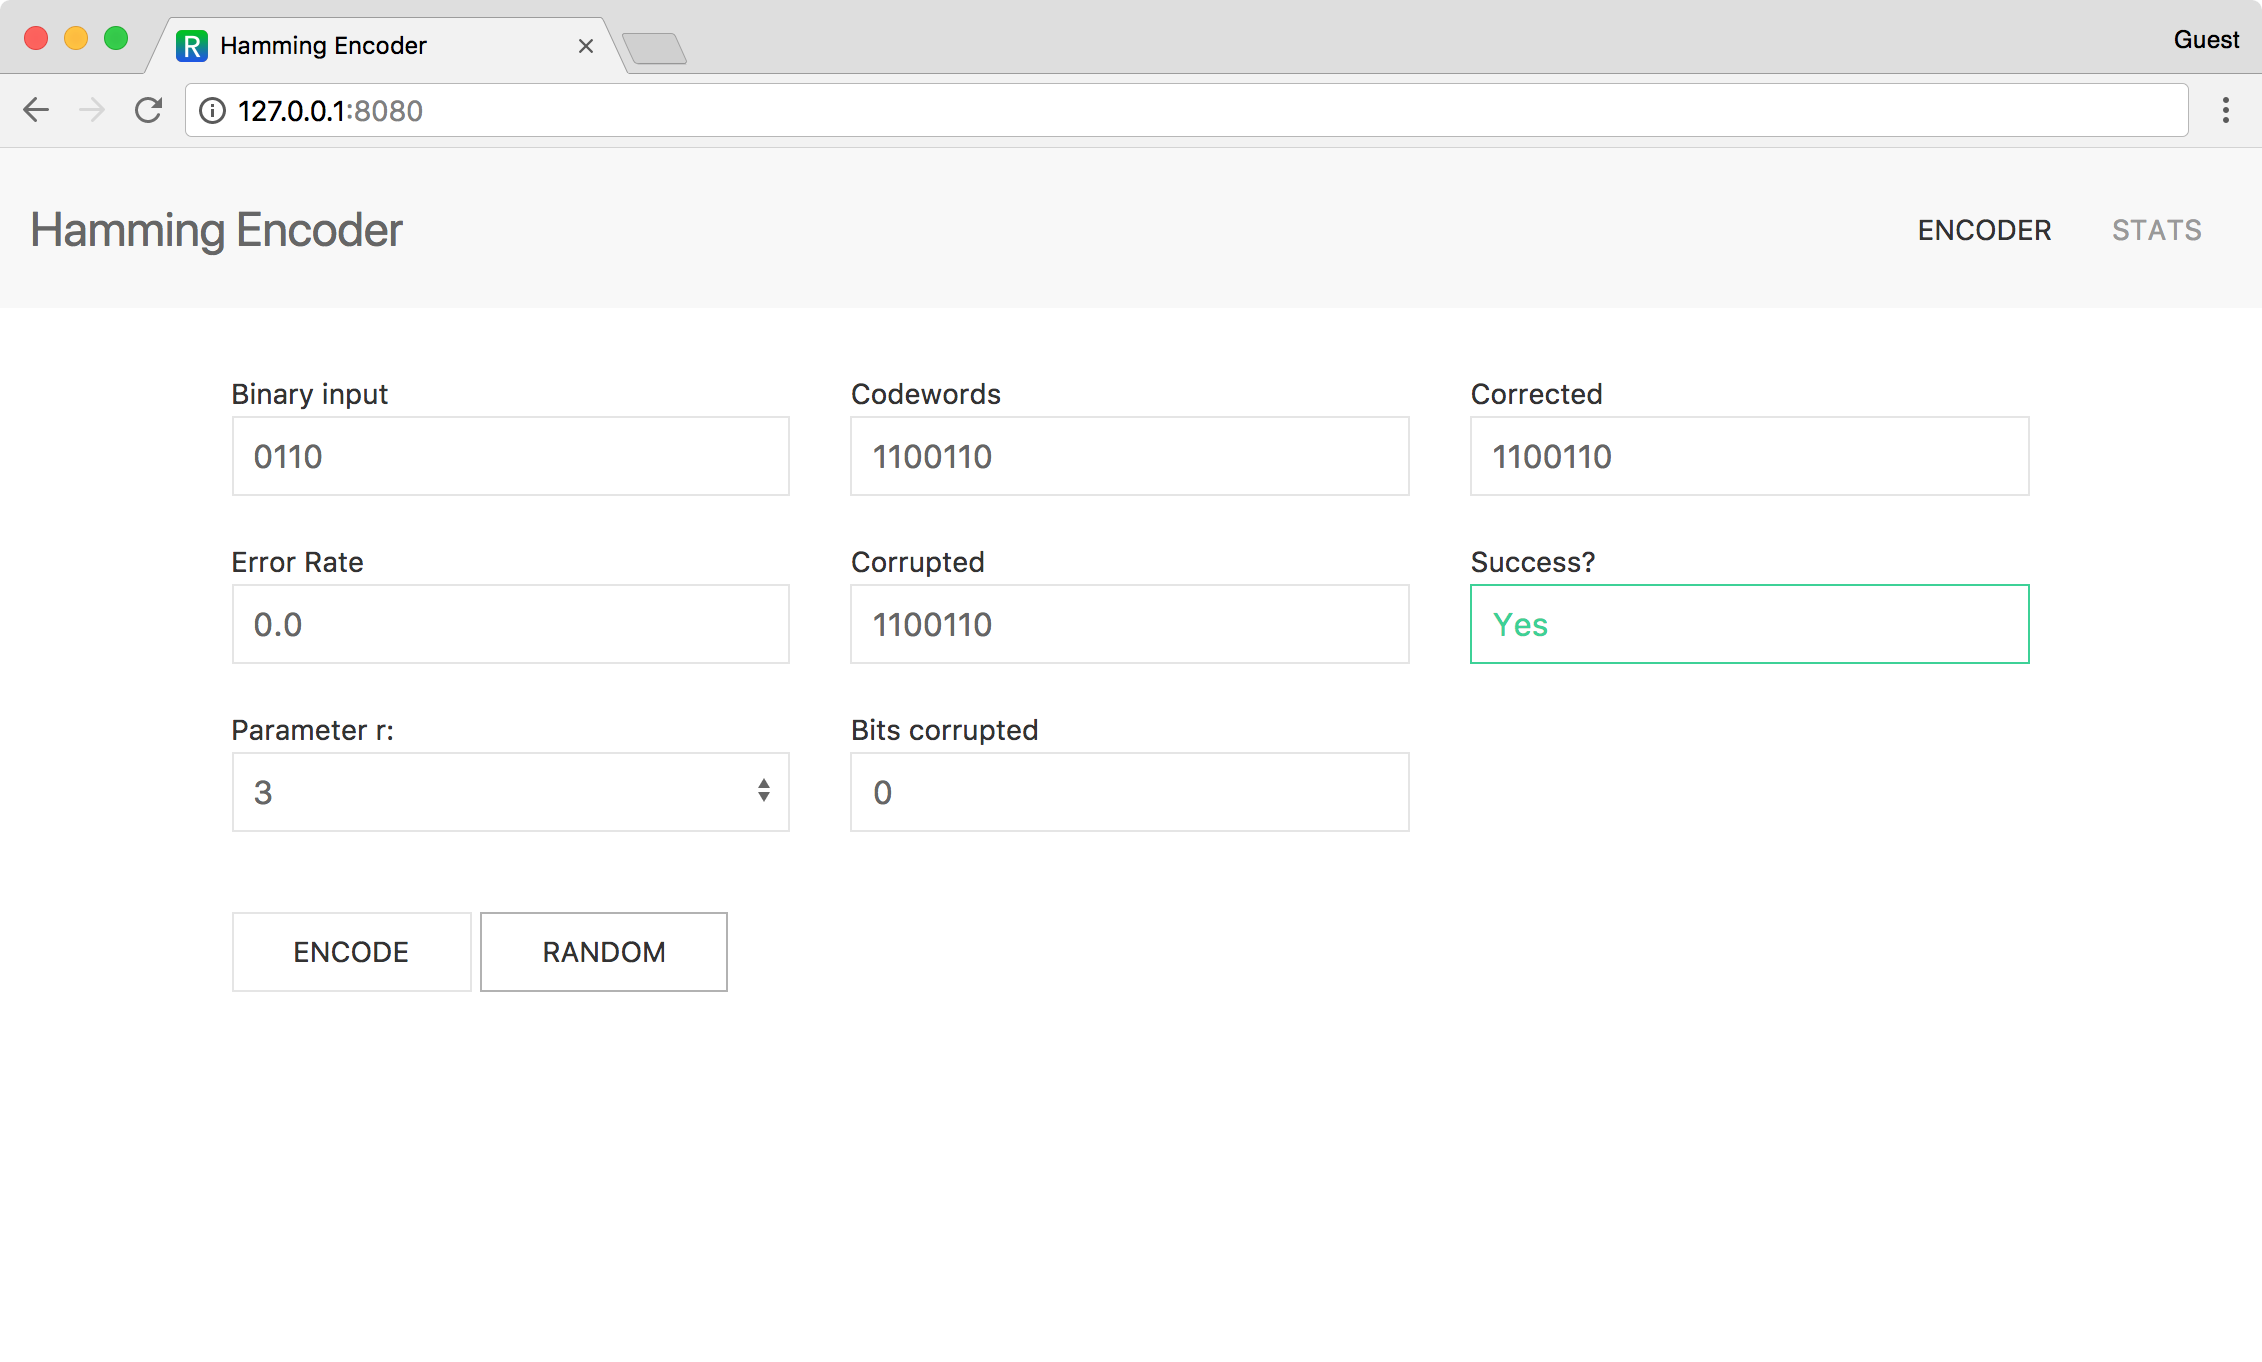 R Hamming Encoder
Guest
127.0.0.1:8080
Hamming Encoder
ENCODER STATS
Binary input Codewords Corrected
0110 1100110 1100110
Error Rate Corrupted Success?
0.0 1100110 Yes
Parameter r: Bits corrupted
3 0
ENCODE RANDOM